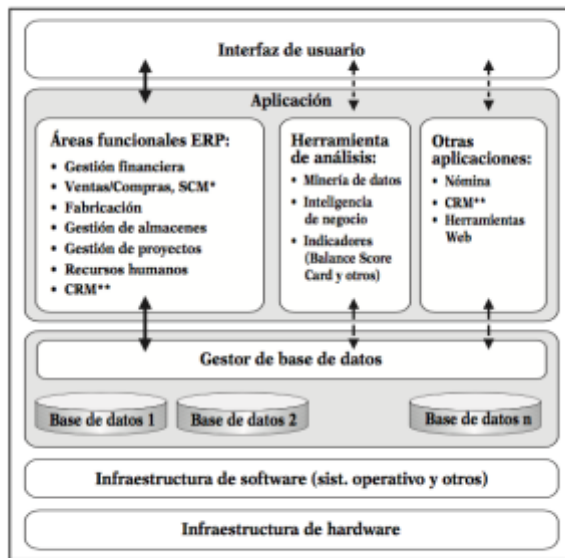 Interfaz de usuario
Aplicación
Áreas funcionales ERP:
• Gestión financiera
• Ventas/Compras, SCM*
• Fabricación
• Gestión de almacenes
• Gestión de proyectos
• Recursos humanos
• CRM**
Herramienta
de análisis:
• Minería de datos
• Inteligencia
de negocio
• Indicadores
(Balance Score
Card y otros)
Otras
aplicaciones:
• Nómina
• CRM**
• Herramientas
Web
Gestor de base de datos
Base de datos 1
Base de datos 2
Base de datos n
Infraestructura de software (sist. operativo y otros)
Infraestructura de hardware